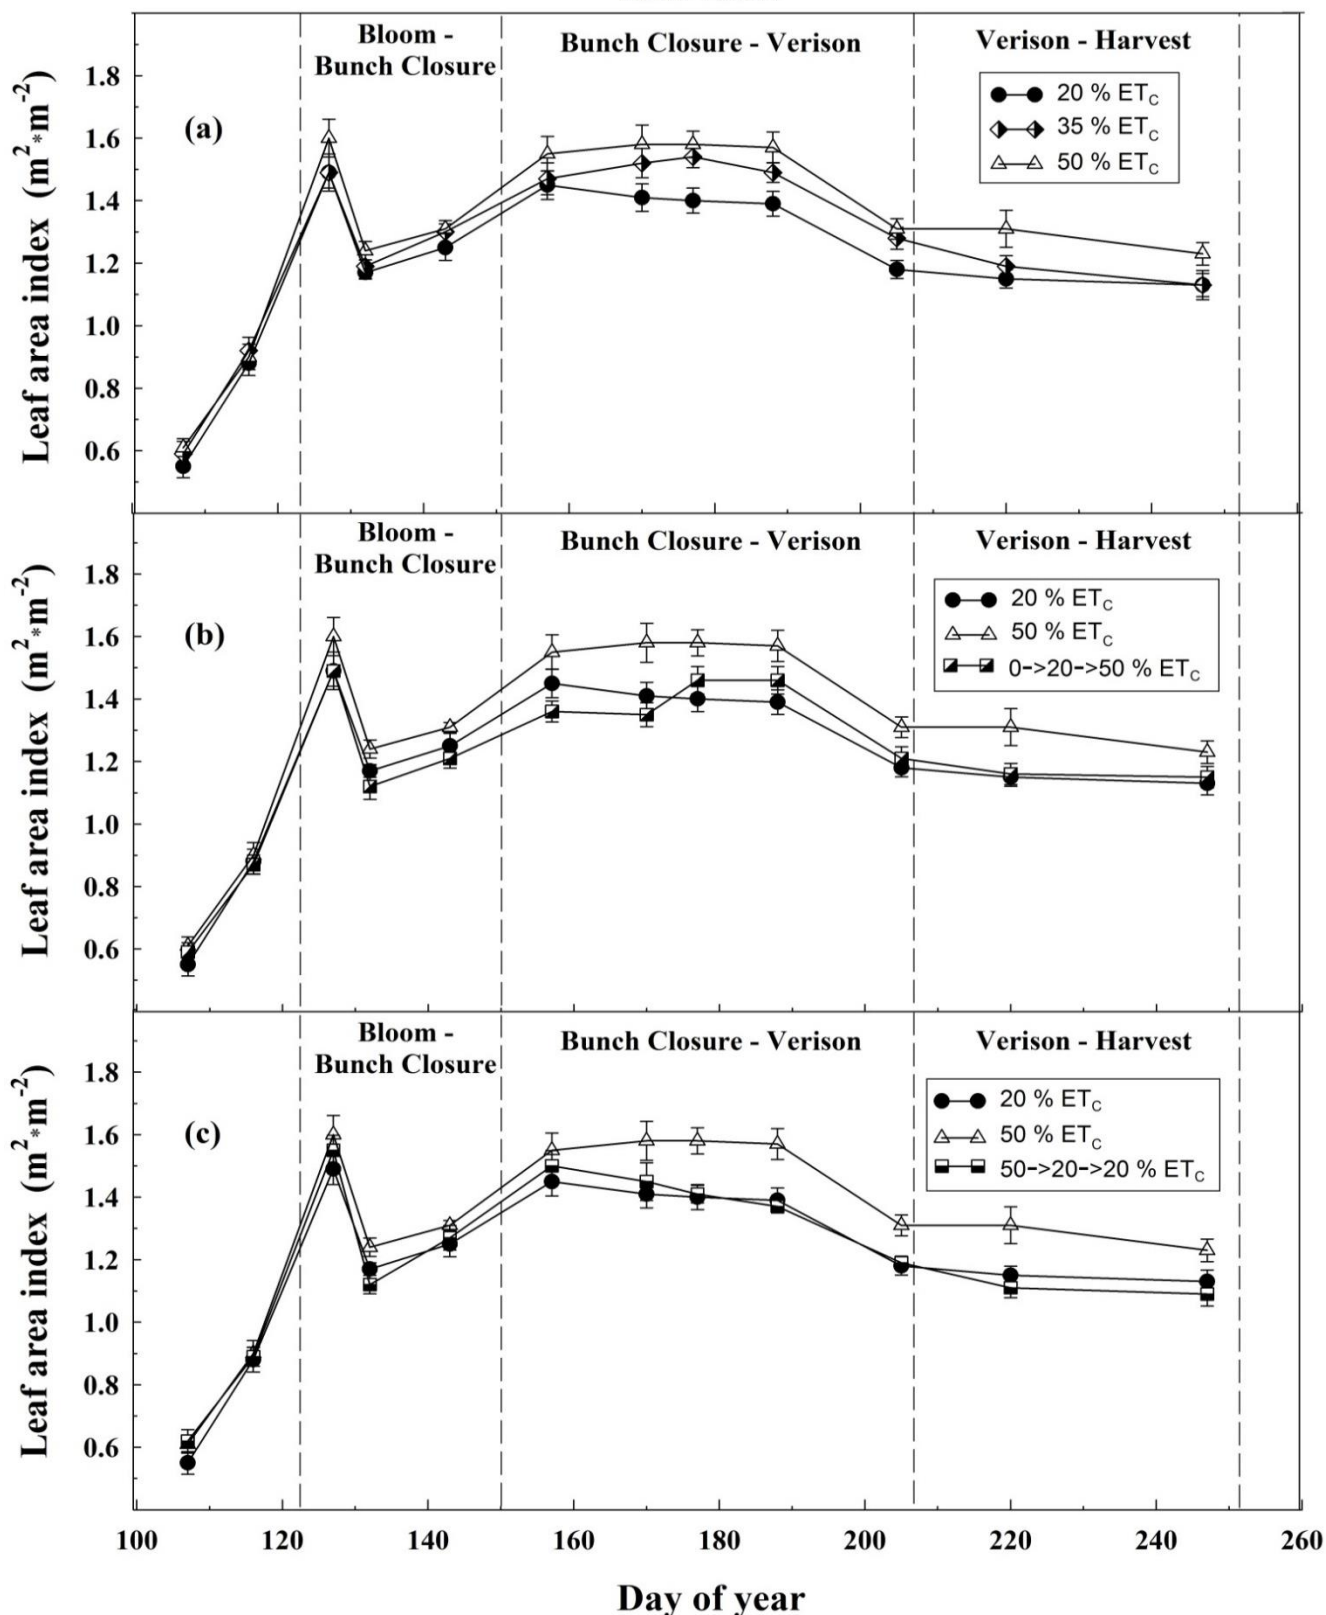 Bloom -
Bunch Closure
Bunch Closure - Verison
Verison - Harvest
(a)
20 % ETC
35 % ETC
50 % ETC
1.8
1.6
1.4
1.2
1.0
0.8
0.6
Leaf area index (m2*m-2)
Bloom -
Bunch Closure
Bunch Closure - Verison
Verison - Harvest
(b)
20 % ETC
50 % ETC
0->20->50 % ETC
1.8
1.6
1.4
1.2
1.0
0.8
0.6
Leaf area index (m2*m-2)
Bloom -
Bunch Closure
Bunch Closure - Verison
Verison - Harvest
(c)
20 % ETC
50 % ETC
50->20->20 % ETC
1.8
1.6
1.4
1.2
1.0
0.8
0.6
Leaf area index (m2*m-2)
100 120 140 160 180 200 220 240 260
Day of year